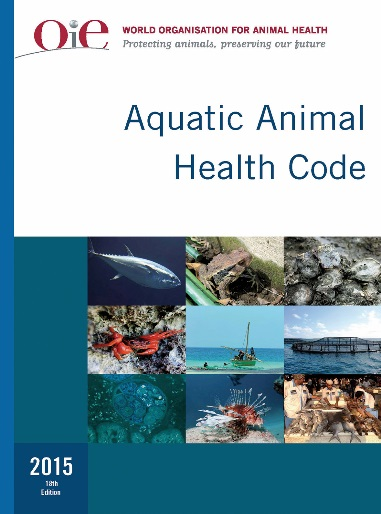 Oie
WORLD ORGANISATION FOR ANIMAL HEALTH
Protecting animals, preserving our future
Aquatic Animal
Health Code
2015
18th
Edition